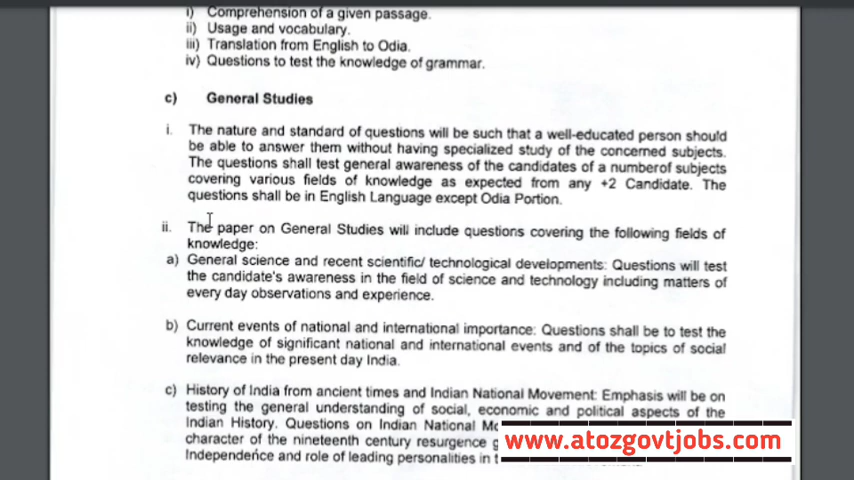 i) Comprehension of a given passage.
ii) Usage and vocabulary.
iii) Translation from English to Odia.
iv) Questions to test the knowledge of grammar.
c) General Studies
i. The nature and standard of questions will be such that a well-educated person should
be able to answer them without having specialized study of the concerned subjects.
The questions shall test general awareness of the candidates of a numberof subjects
covering various fields of knowledge as expected from any +2 Candidate. The
questions shall be in English Language except Odia Portion.
ii. The paper on General Studies will include questions covering the following fields of
knowledge:
a) General science and recent scientific/ technological developments: Questions will test
the candidate's awareness in the field of science and technology including matters of
every day observations and experience.
b) Current events of national and international importance: Questions shall be to test the
knowledge of significant national and international events and of the topics of social
relevance in the present day India.
c) History of India from ancient times and Indian National Movement: Emphasis will be on
testing the general understanding of social, economic and political aspects of the
Indian History. Questions on Indian National
character of the nineteenth century resurgence
Independence and role of leading personalities in
www.atozgovtjobs.com